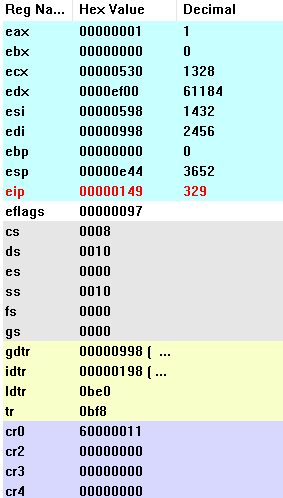 Reg Na... Hex Value Decimal
eax 00000001 1
ebx 00000000 0
ecx 00000530 1328
edx 0000ef00 61184
esi 00000598 1432
edi 00000998 2456
ebp 00000000 0
esp 00000e44 3652
eip 00000149 329
eflags 00000097
cs 0008
ds 0010
es 0000
ss 0010
fs 0000
gs 0000
gdtr 00000998 ( ...
idtr 00000198 ( ...
ldtr 0be0
tr 0bf8
cr0 60000011
cr2 00000000
cr3 00000000
cr4 00000000